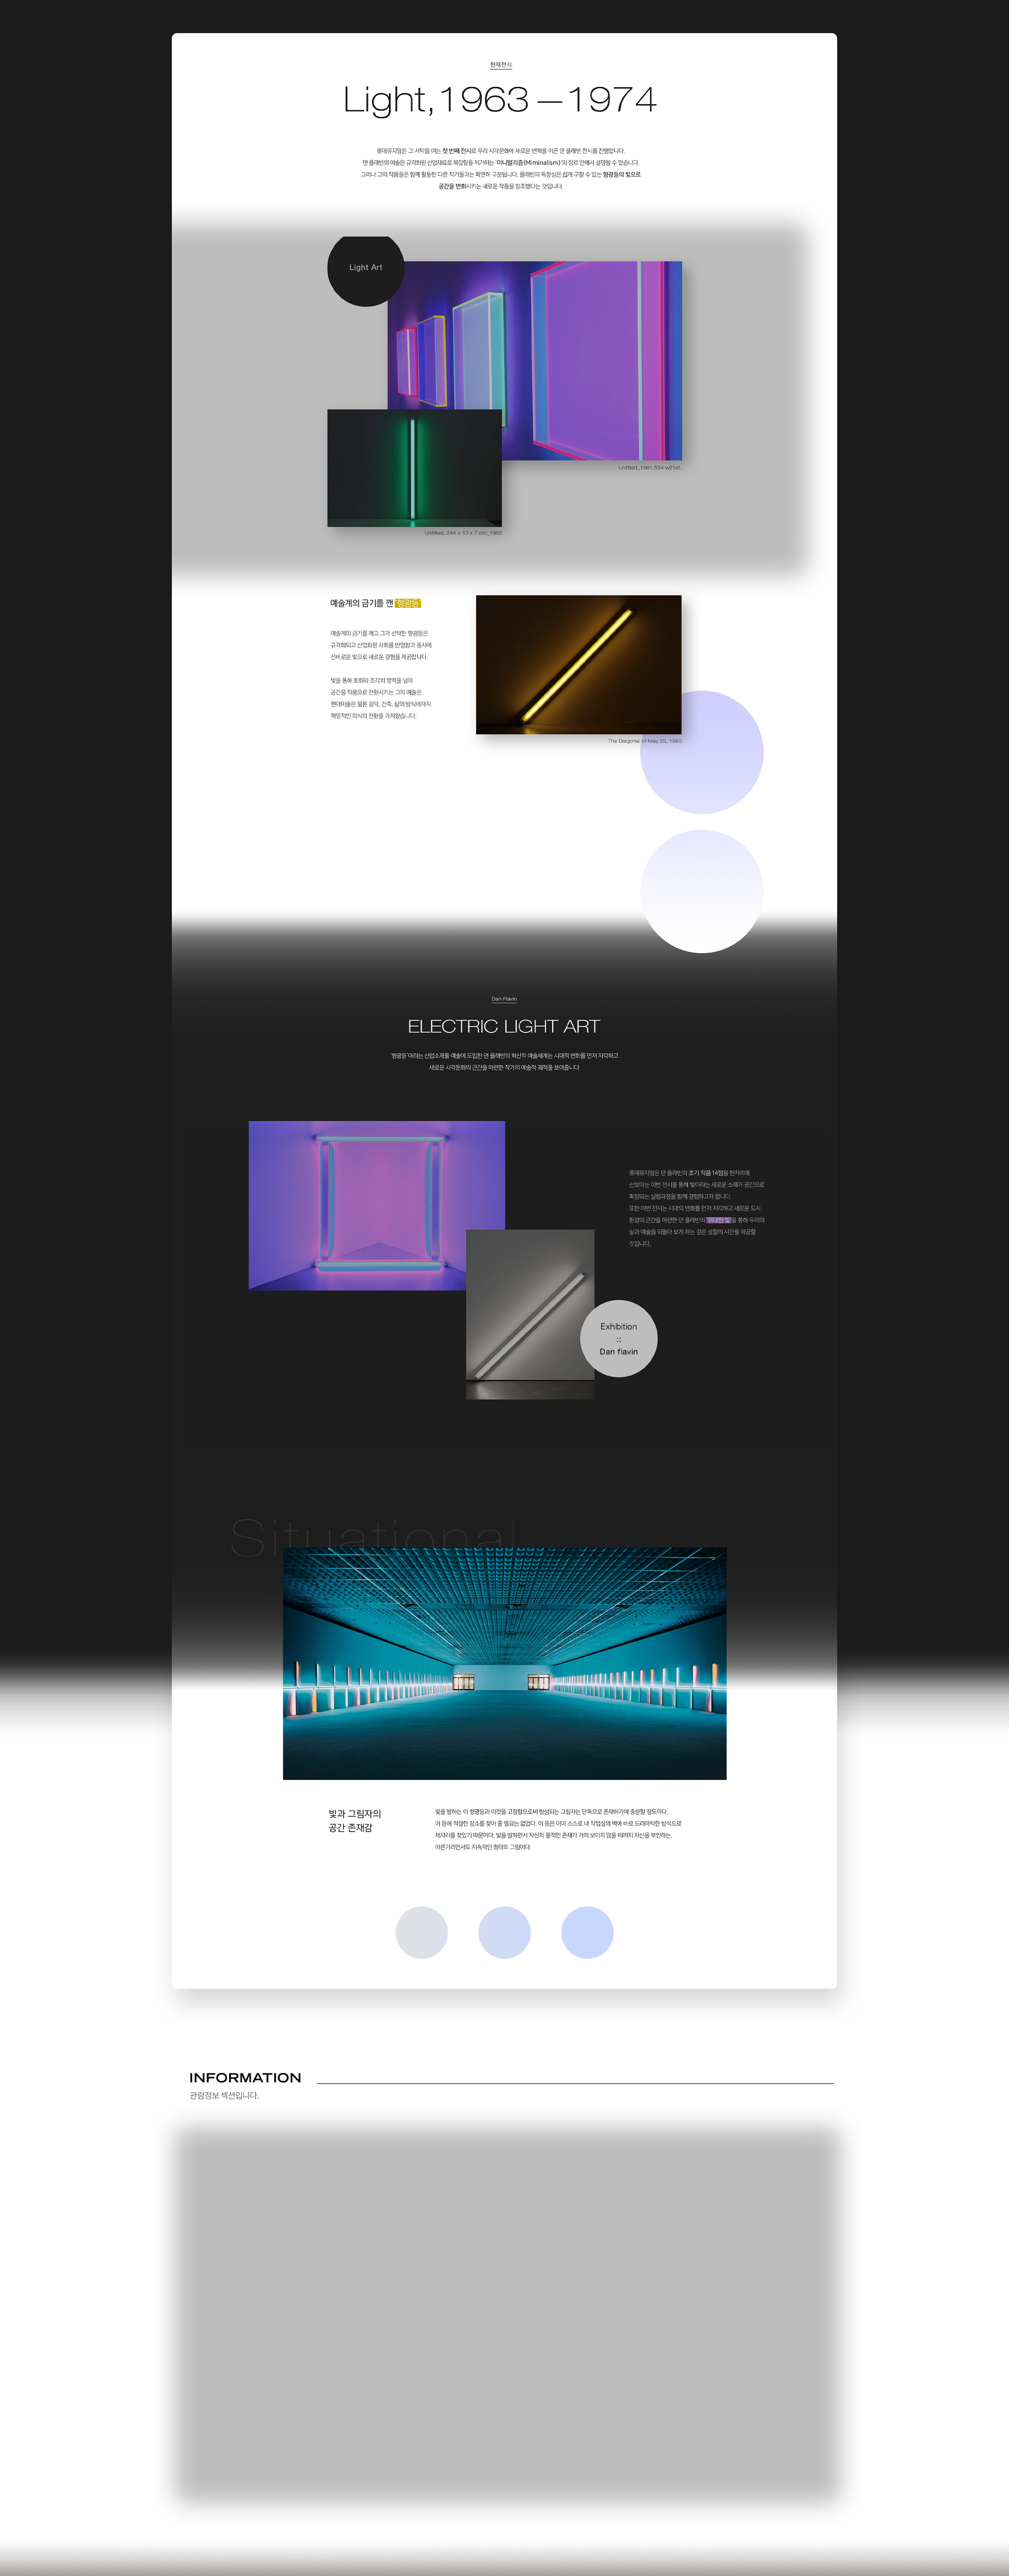 현재전시
Light,1963 – 1974
롯데뮤지엄은 그 서막을 여는 첫 번째 전시로 우리 시각문화에 새로운 변혁을 이끈 댄 플래빈 전시를 진행합니다.
댄 플래빈의 예술은 규격화된 산업재료로 복잡함을 제거하는 '미니멀리즘(Miminalism)'의 장르 안에서 설명될 수 있습니다.
그러나 그의 작품들은 함께 활동한 다른 작가들과는 확연히 구분됩니다. 플래빈의 독창성은 쉽게 구할 수 있는 형광등의 빛으로
공간을 변화시키는 새로운 작품을 창조했다는 것입니다.
Light Art
Untitled, 244 x 13 x 7 cm_1963
예술계의 금기를 깬 '형광등'
예술계의 금기를 깨고 그가 선택한 형광등은
규격화되고 산업화된 사회를 반영함과 동시에
신비로운 빛으로 새로운 경험을 제공합니다.
빛을 통해 회화와 조각의 영역을 넘어
공간을 작품으로 전환시키는 그의 예술은
현대미술은 물론 음악, 건축, 삶의 방식에까지
혁명적인 의식의 전환을 가져왔습니다.
The Diagonal of May 25, 1963
Dan Flavin
ELECTRIC LIGHT ART
'형광등'이라는 산업소재를 예술에 도입한 댄 플래빈의 혁신적 예술세계는 시대적 변화를 먼저 자각하고
새로운 시각문화의 근간을 마련한 작가의 예술적 궤적을 보여줍니다.
롯데뮤지엄은 댄 플래빈의 초기 작품 14점을 한자리에
선보이는 이번 전시를 통해 빛이라는 새로운 소재가 공간으로
확장되는 실험과정을 함께 경험하고자 합니다.
또한 이번 전시는 시대의 변화를 먼저 자각하고 새로운 도시
환경의 근간을 마련한 댄 플래빈의 '위대한 빛'을 통해 우리의
삶과 예술을 되돌아 보게 하는 깊은 성찰의 시간을 제공할
것입니다.
Exhbition
::
Dan flavin
Situational
빛과 그림자의
공간 존재감
빛을 발하는 이 형광등과 이것을 고정함으로써 형성되는 그림자는 단독으로 존재하기에 충분할 정도이다.
이 등에 적절한 장소를 찾아 줄 필요는 없었다. 이 등은 이미 스스로 내 작업실의 벽에 바로 드라마틱한 방식으로
제자리를 찾았기 때문이다. 빛을 발하면서 자신의 물적인 존재가 거의 보이지 않을 때까지 자신을 부인하는,
아른거리면서도 지속적인 형태의 그림이다.
INFORMATION
관람정보 섹션입니다.